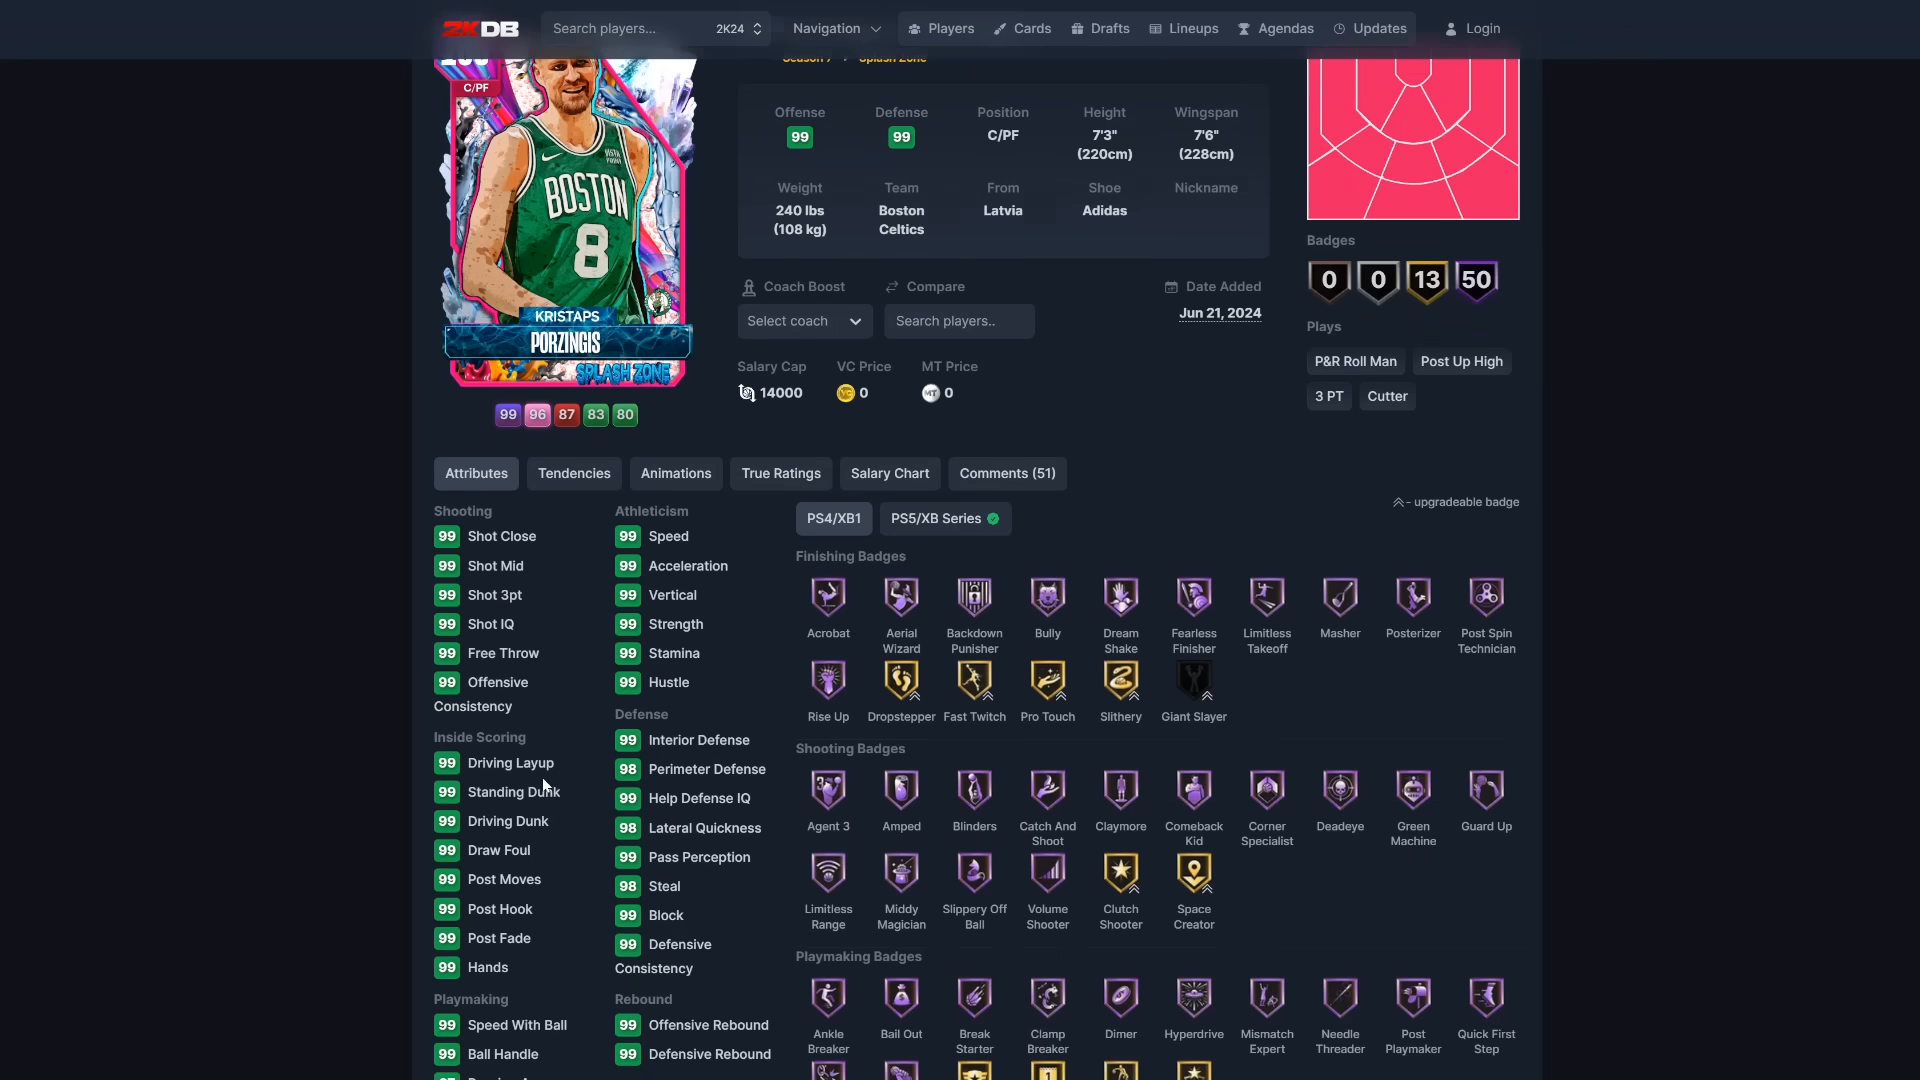 2KDB
Search players...
2K24
Navigation
Players
Cards
Drafts
Lineups
Agendas
Updates
Login
C/PF
VISTA
BOSTON
8
KRISTAPS
PORZINGIS
SPLASH ZONE
99 96 87 83 80
Season 7
Splash Zone
Offense
99
Defense
99
Position
C/PF
Height
7'3"
(220cm)
Wingspan
7'6"
(228cm)
Weight
240 lbs
(108 kg)
Team
Boston
Celtics
From
Latvia
Shoe
Adidas
Nickname
Coach Boost
Select coach
Compare
Search players..
Date Added
Jun 21, 2024
Salary Cap
14000
VC Price
VC 0
MT Price
MT 0
Badges
0 0 13 50
Plays
P&R Roll Man
Post Up High
3 PT
Cutter
Attributes
Tendencies
Animations
True Ratings
Salary Chart
Comments (51)
Shooting
99 Shot Close
99 Shot Mid
99 Shot 3pt
99 Shot IQ
99 Free Throw
99 Offensive
Consistency
Inside Scoring
99 Driving Layup
99 Standing Dunk
99 Driving Dunk
99 Draw Foul
99 Post Moves
99 Post Hook
99 Post Fade
99 Hands
Playmaking
99 Speed With Ball
99 Ball Handle
Athleticism
99 Speed
99 Acceleration
99 Vertical
99 Strength
99 Stamina
99 Hustle
Defense
99 Interior Defense
98 Perimeter Defense
99 Help Defense IQ
98 Lateral Quickness
99 Pass Perception
98 Steal
99 Block
99 Defensive
Consistency
Rebound
99 Offensive Rebound
99 Defensive Rebound
PS4/XB1
PS5/XB Series
- upgradeable badge
Finishing Badges
Acrobat
Aerial
Wizard
Backdown
Punisher
Bully
Dream
Shake
Fearless
Finisher
Limitless
Takeoff
Masher
Posterizer
Post Spin
Technician
Rise Up
Dropstepper
Fast Twitch
Pro Touch
Slithery
Giant Slayer
Shooting Badges
Agent 3
Amped
Blinders
Catch And
Shoot
Claymore
Comeback
Kid
Corner
Specialist
Deadeye
Green
Machine
Guard Up
Limitless
Range
Middy
Magician
Slippery Off
Ball
Volume
Shooter
Clutch
Shooter
Space
Creator
Playmaking Badges
Ankle
Breaker
Bail Out
Break
Starter
Clamp
Breaker
Dimer
Hyperdrive
Mismatch
Expert
Needle
Threader
Post
Playmaker
Quick First
Step